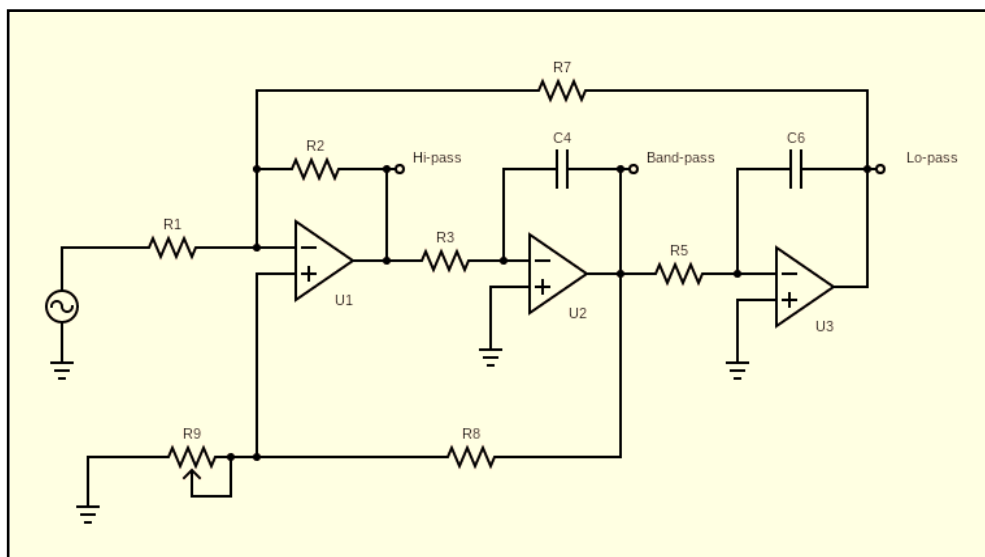 R7
R2
Hi-pass
C4
Band-pass
C6
Lo-pass
R1
R3
R5
U1
U2
U3
R9
R8